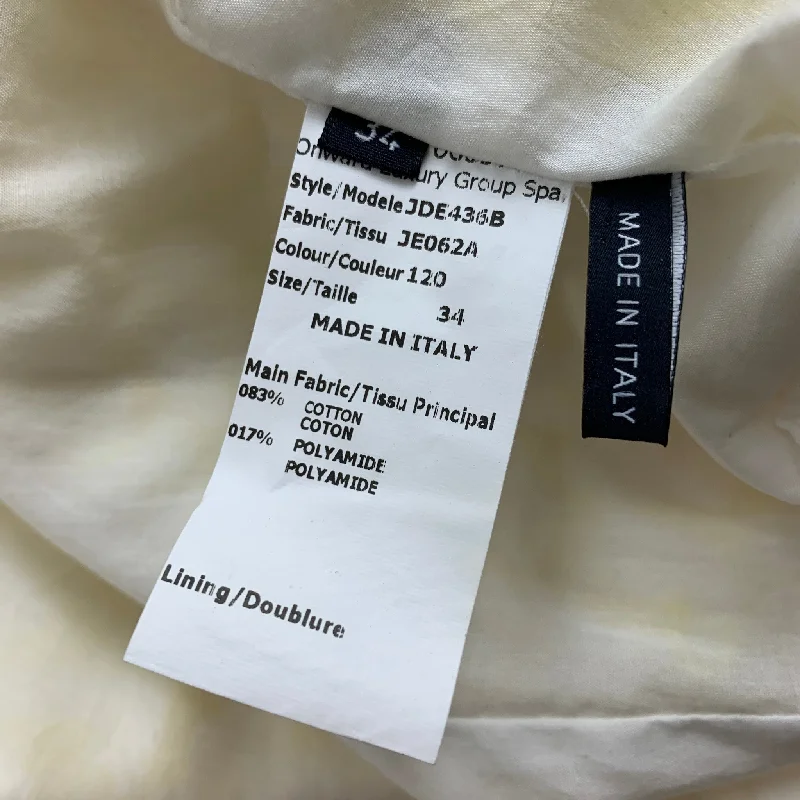 34
Onward Luxury Group Spa,
Style/Modele JDE436B
Fabric/Tissu JE062A
Colour/Couleur 120
Size/Taille 34
MADE IN ITALY
Main Fabric/Tissu Principal
083% COTTON
COTON
017% POLYAMIDE
POLYAMIDE
Lining/Doublure
MADE IN ITALY